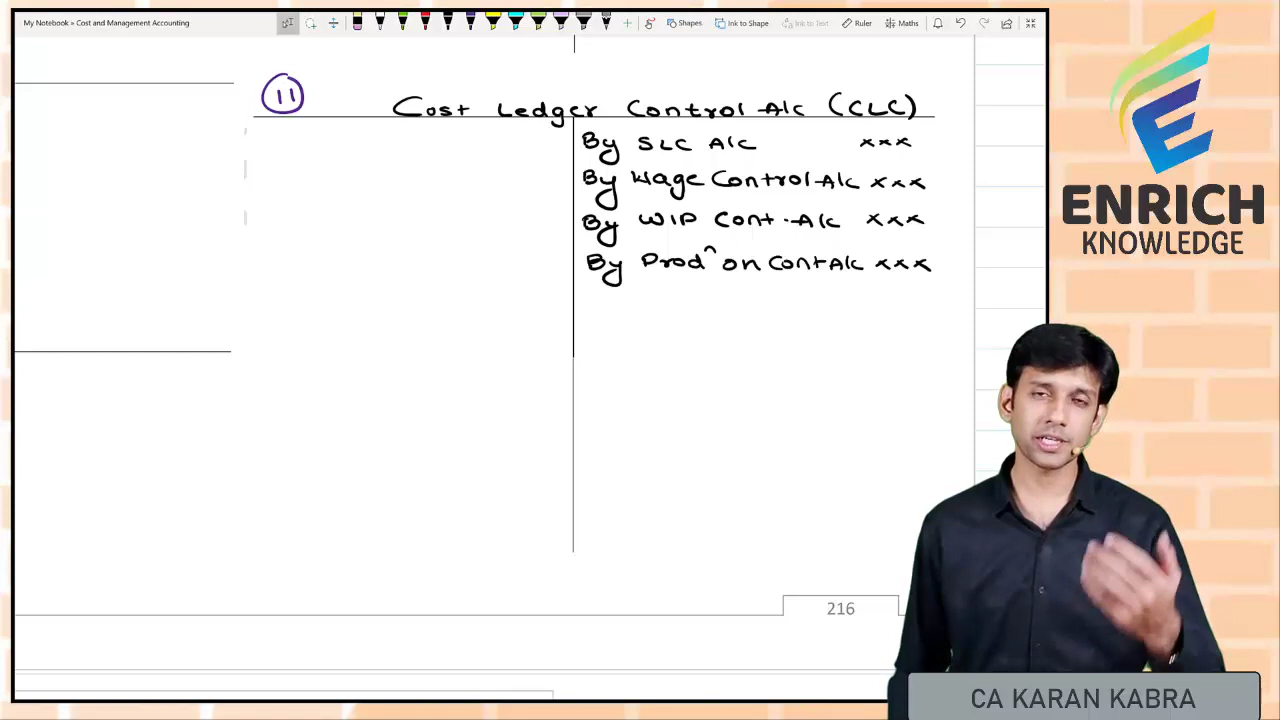 My Notebook » Cost and Management Accounting
Shapes
Ink to Shape
Ink to Text
Ruler
Maths
11
Cost Ledger Control A/c (CLC)
By SLC A/c xxx
By Wage Control A/c xxx
By WIP Cont. A/c xxx
By Prodn OH Cont A/c xxx
216
ENRICH
KNOWLEDGE
CA KARAN KABRA